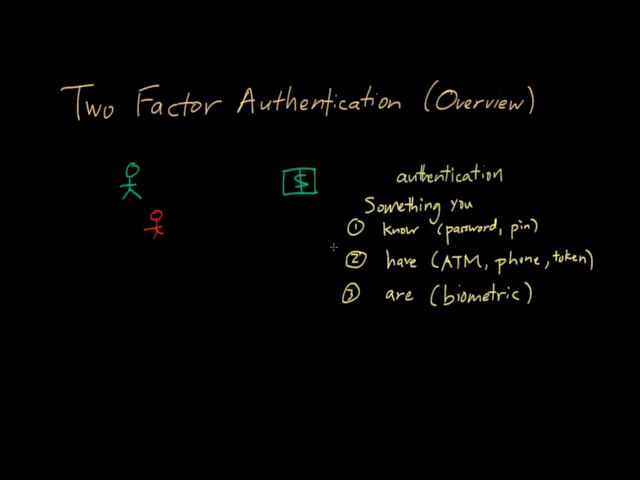 Two Factor Authentication (Overview)
$
authentication
Something you
1 know (password, pin)
2 have (ATM, phone, token)
3 are (biometric)